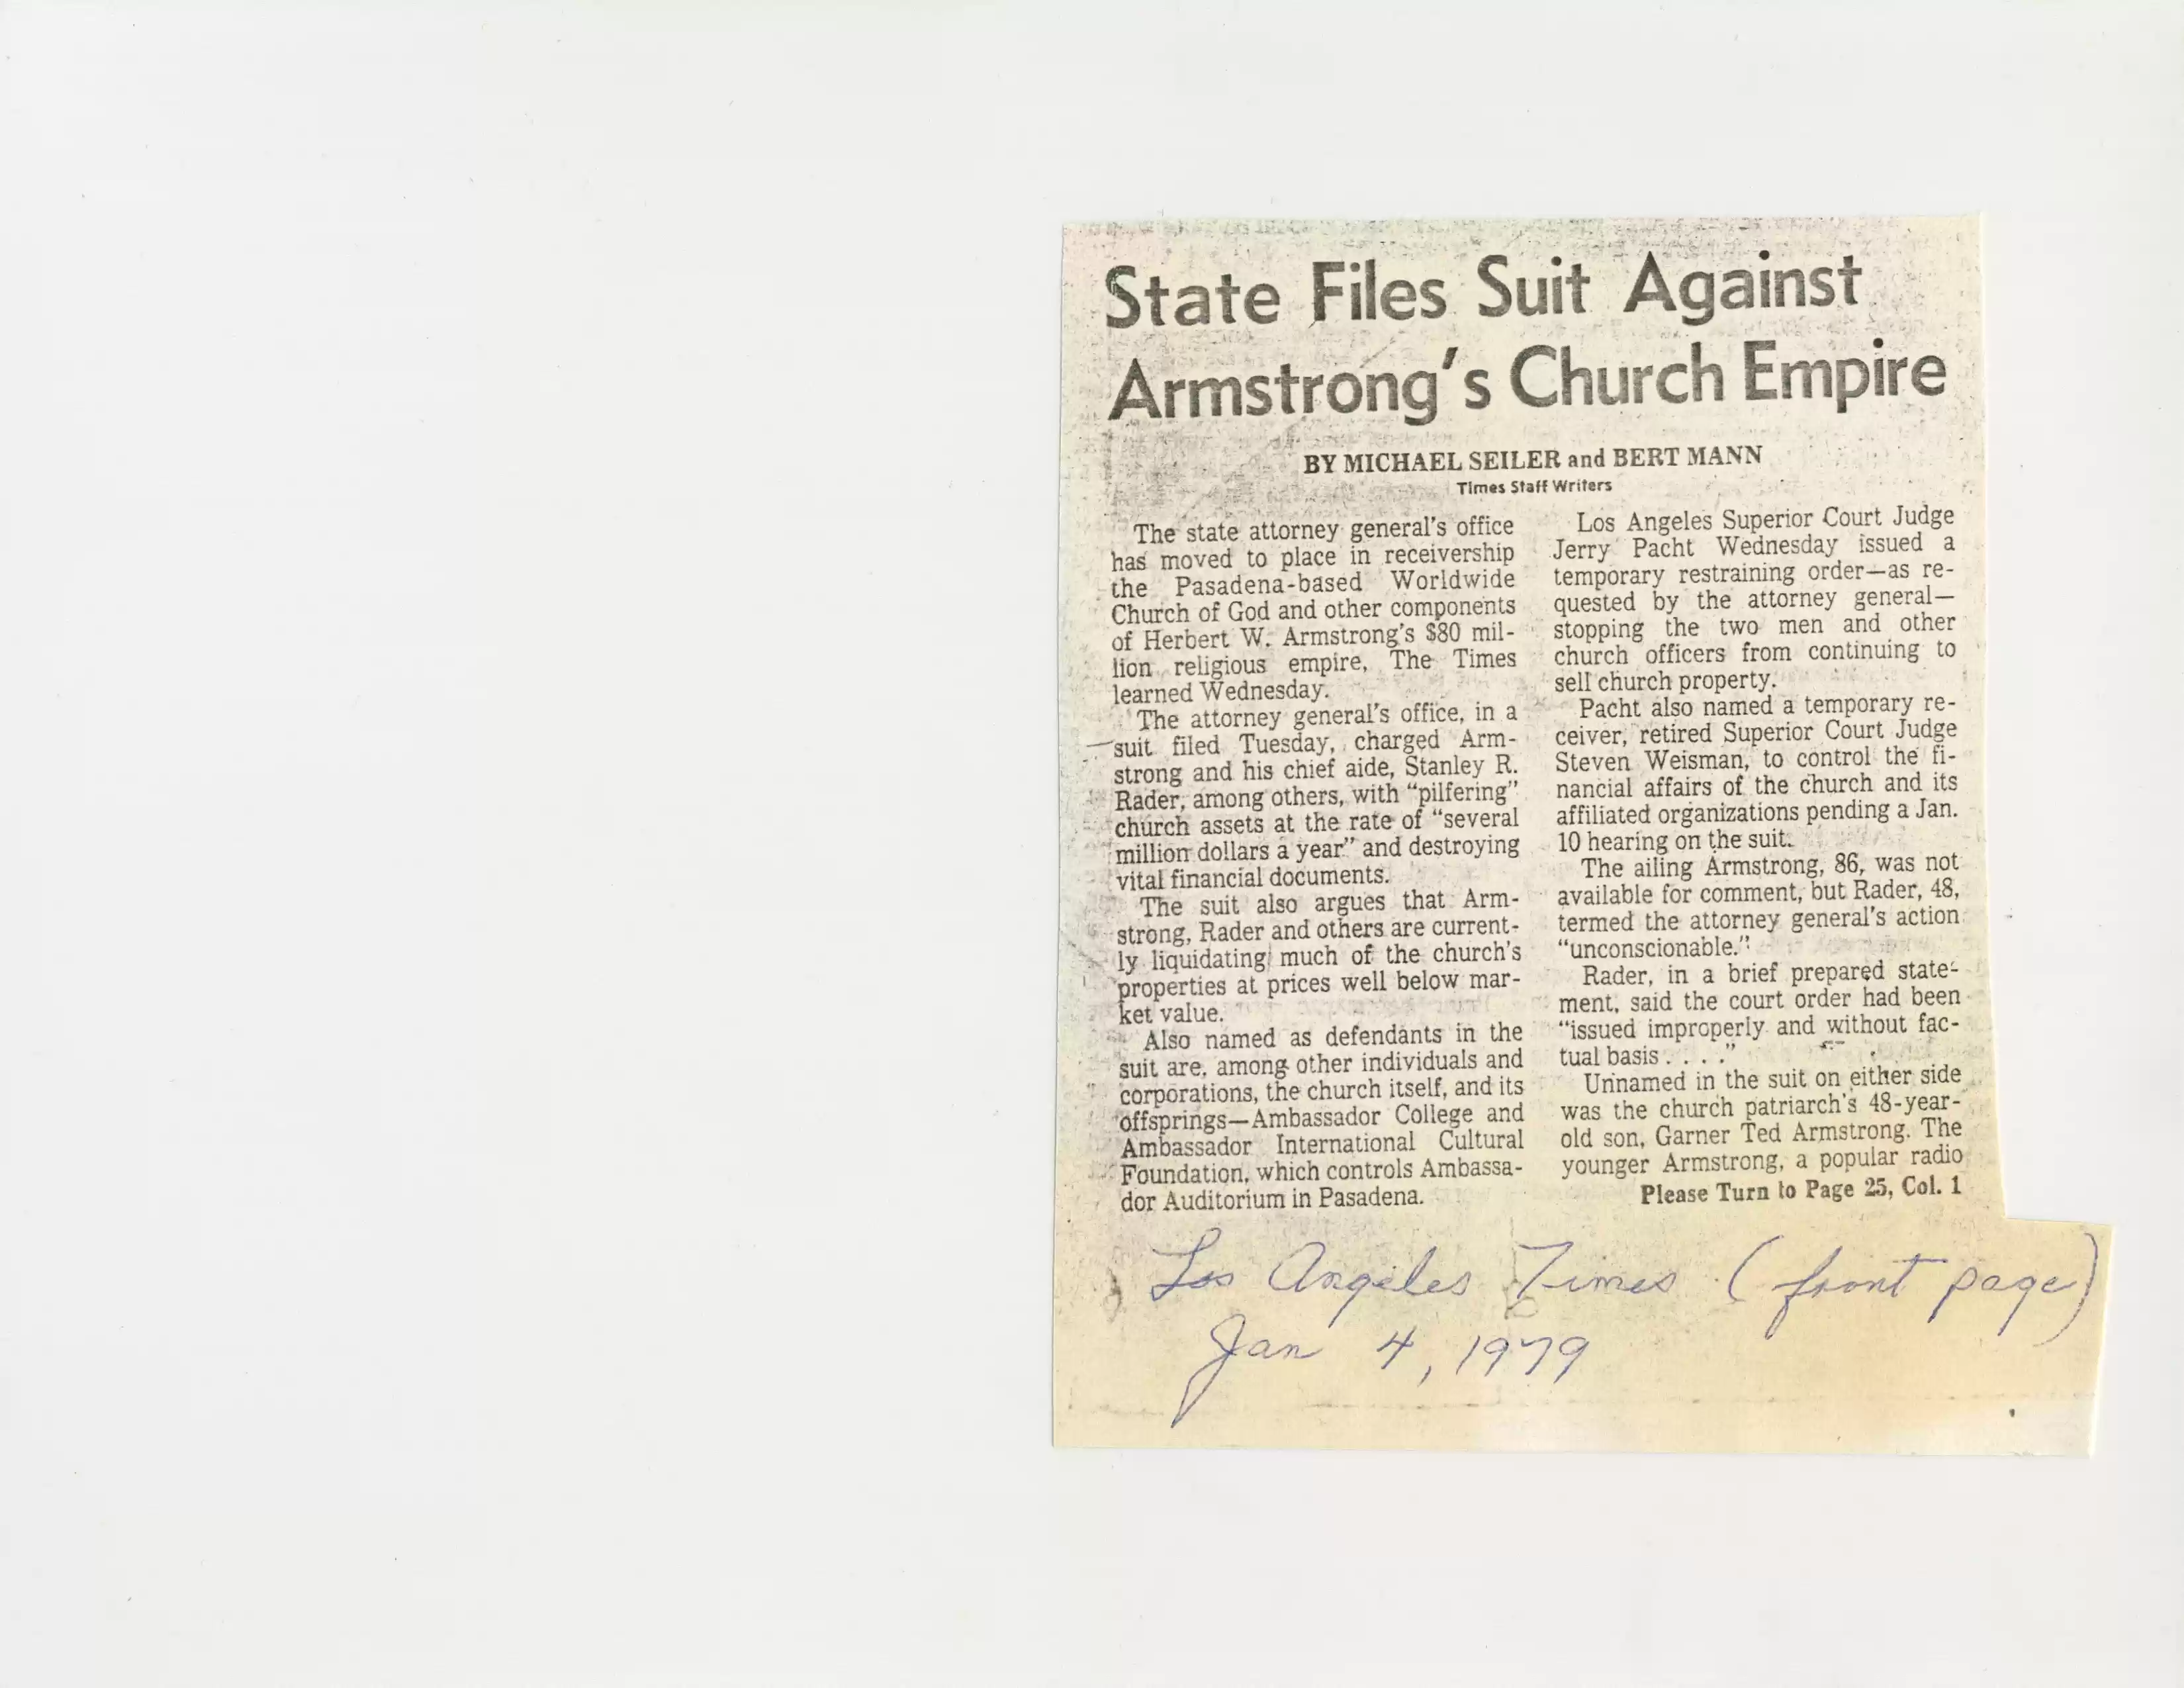 State Files Suit Against
Armstrong's Church Empire
BY MICHAEL SEILER and BERT MANN
Times Staff Writers
The state attorney general's office
has moved to place in receivership
the Pasadena-based Worldwide
Church of God and other components
of Herbert W. Armstrong's $80 mil-
lion religious empire, The Times
learned Wednesday.
The attorney general's office, in a
suit filed Tuesday, charged Arm-
strong and his chief aide, Stanley R.
Rader, among others, with “pilfering”
church assets at the rate of “several
million dollars a year” and destroying
vital financial documents.
The suit also argues that Arm-
strong, Rader and others are current-
ly liquidating much of the church's
properties at prices well below mar-
ket value.
Also named as defendants in the
suit are, among other individuals and
corporations, the church itself, and its
offsprings—Ambassador College and
Ambassador International Cultural
Foundation, which controls Ambassa-
dor Auditorium in Pasadena.
Los Angeles Superior Court Judge
Jerry Pacht Wednesday issued a
temporary restraining order—as re-
quested by the attorney general—
stopping the two men and other
church officers from continuing to
sell church property.
Pacht also named a temporary re-
ceiver, retired Superior Court Judge
Steven Weisman, to control the fi-
nancial affairs of the church and its
affiliated organizations pending a Jan.
10 hearing on the suit.
The ailing Armstrong, 86, was not
available for comment, but Rader, 48,
termed the attorney general's action
“unconscionable.”
Rader, in a brief prepared state-
ment, said the court order had been
“issued improperly and without fac-
tual basis . . . .”
Unnamed in the suit on either side
was the church patriarch's 48-year-
old son, Garner Ted Armstrong. The
younger Armstrong, a popular radio
Please Turn to Page 25, Col. 1
Los Angeles Times (front page)
Jan 4, 1979